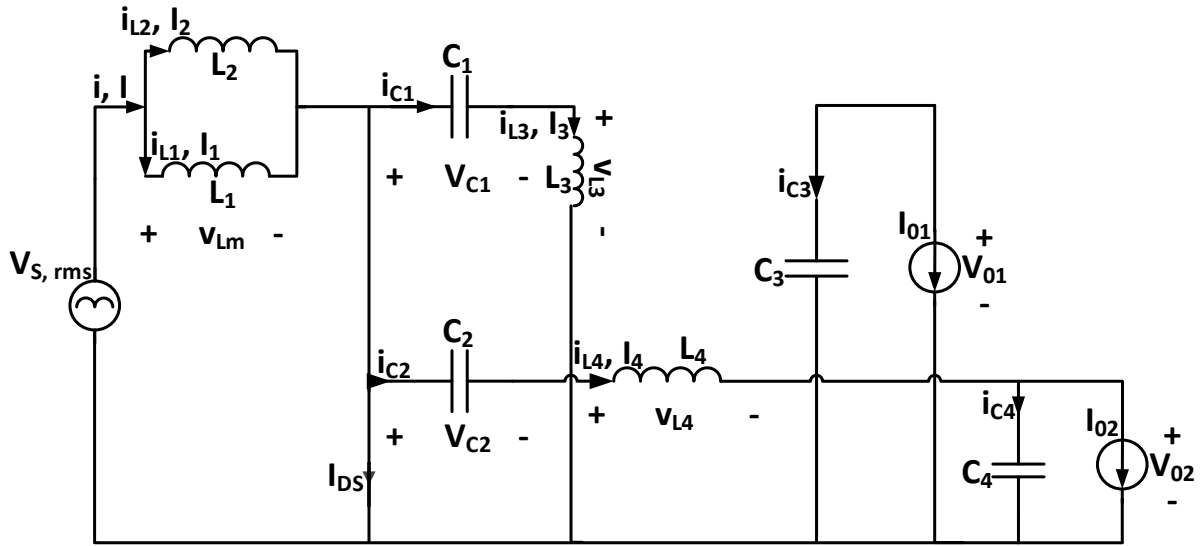 iL2, I2
L2
i, I
iL1, I1
L1
+ vLm -
VS, rms
iC1
C1
+ VC1 -
iL3, I3
L3
+
vL3
-
iC3
C3
I01
+
V01
-
iC2
C2
+ VC2 -
iL4, I4
L4
+ vL4 -
IDS
iC4
C4
I02
+
V02
-